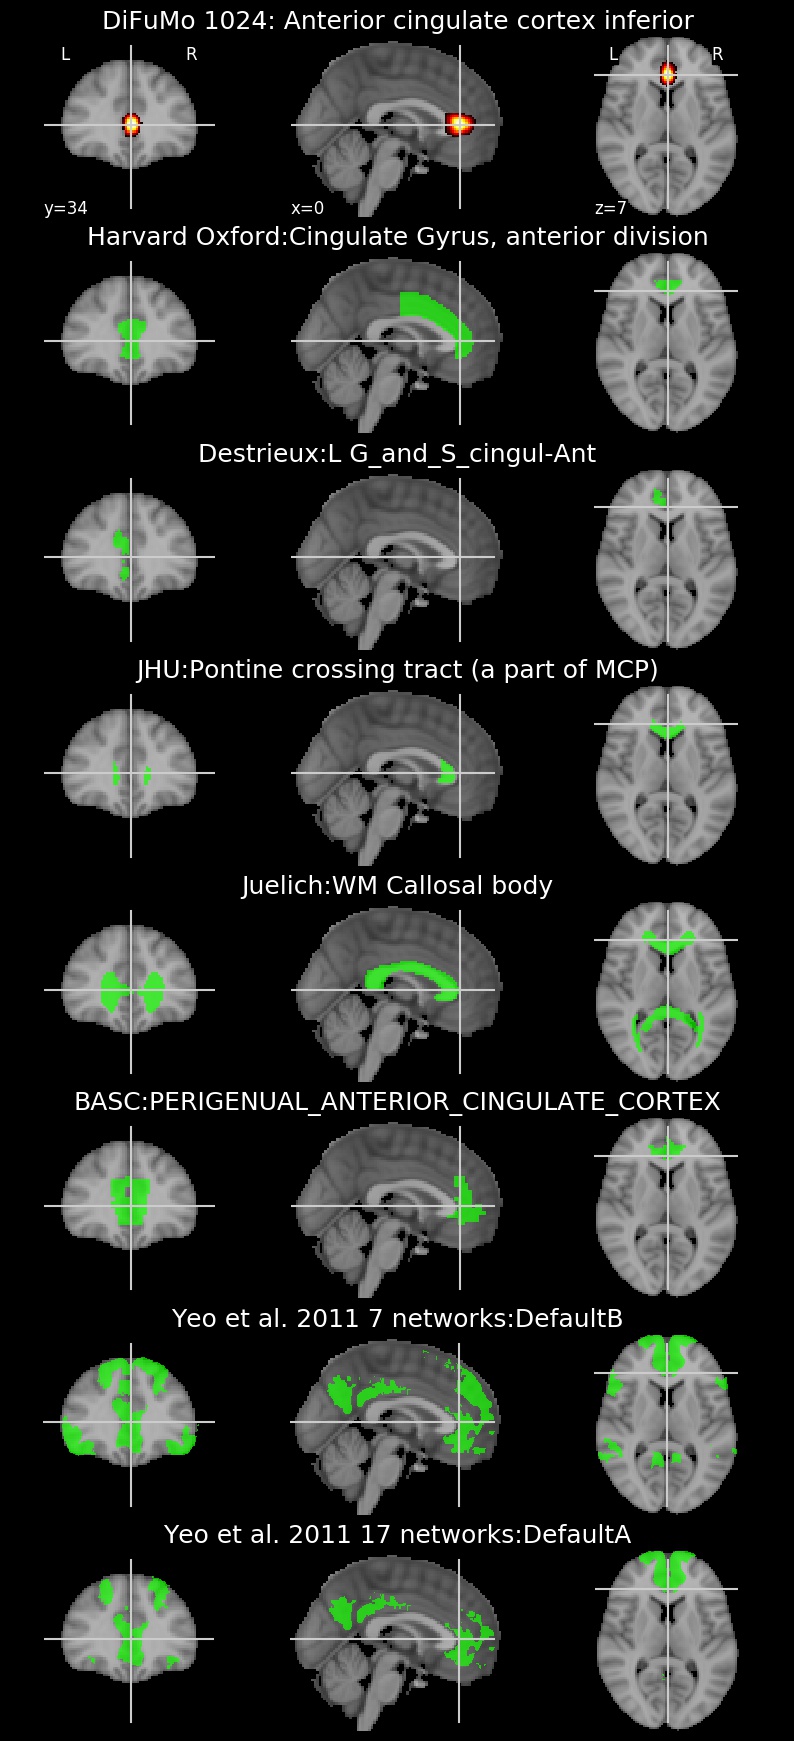 DiFuMo 1024: Anterior cingulate cortex inferior
L R L R
y=34 x=0 z=7
Harvard Oxford:Cingulate Gyrus, anterior division
Destrieux:L G_and_S_cingul-Ant
JHU:Pontine crossing tract (a part of MCP)
Juelich:WM Callosal body
BASC:PERIGENUAL_ANTERIOR_CINGULATE_CORTEX
Yeo et al. 2011 7 networks:DefaultB
Yeo et al. 2011 17 networks:DefaultA